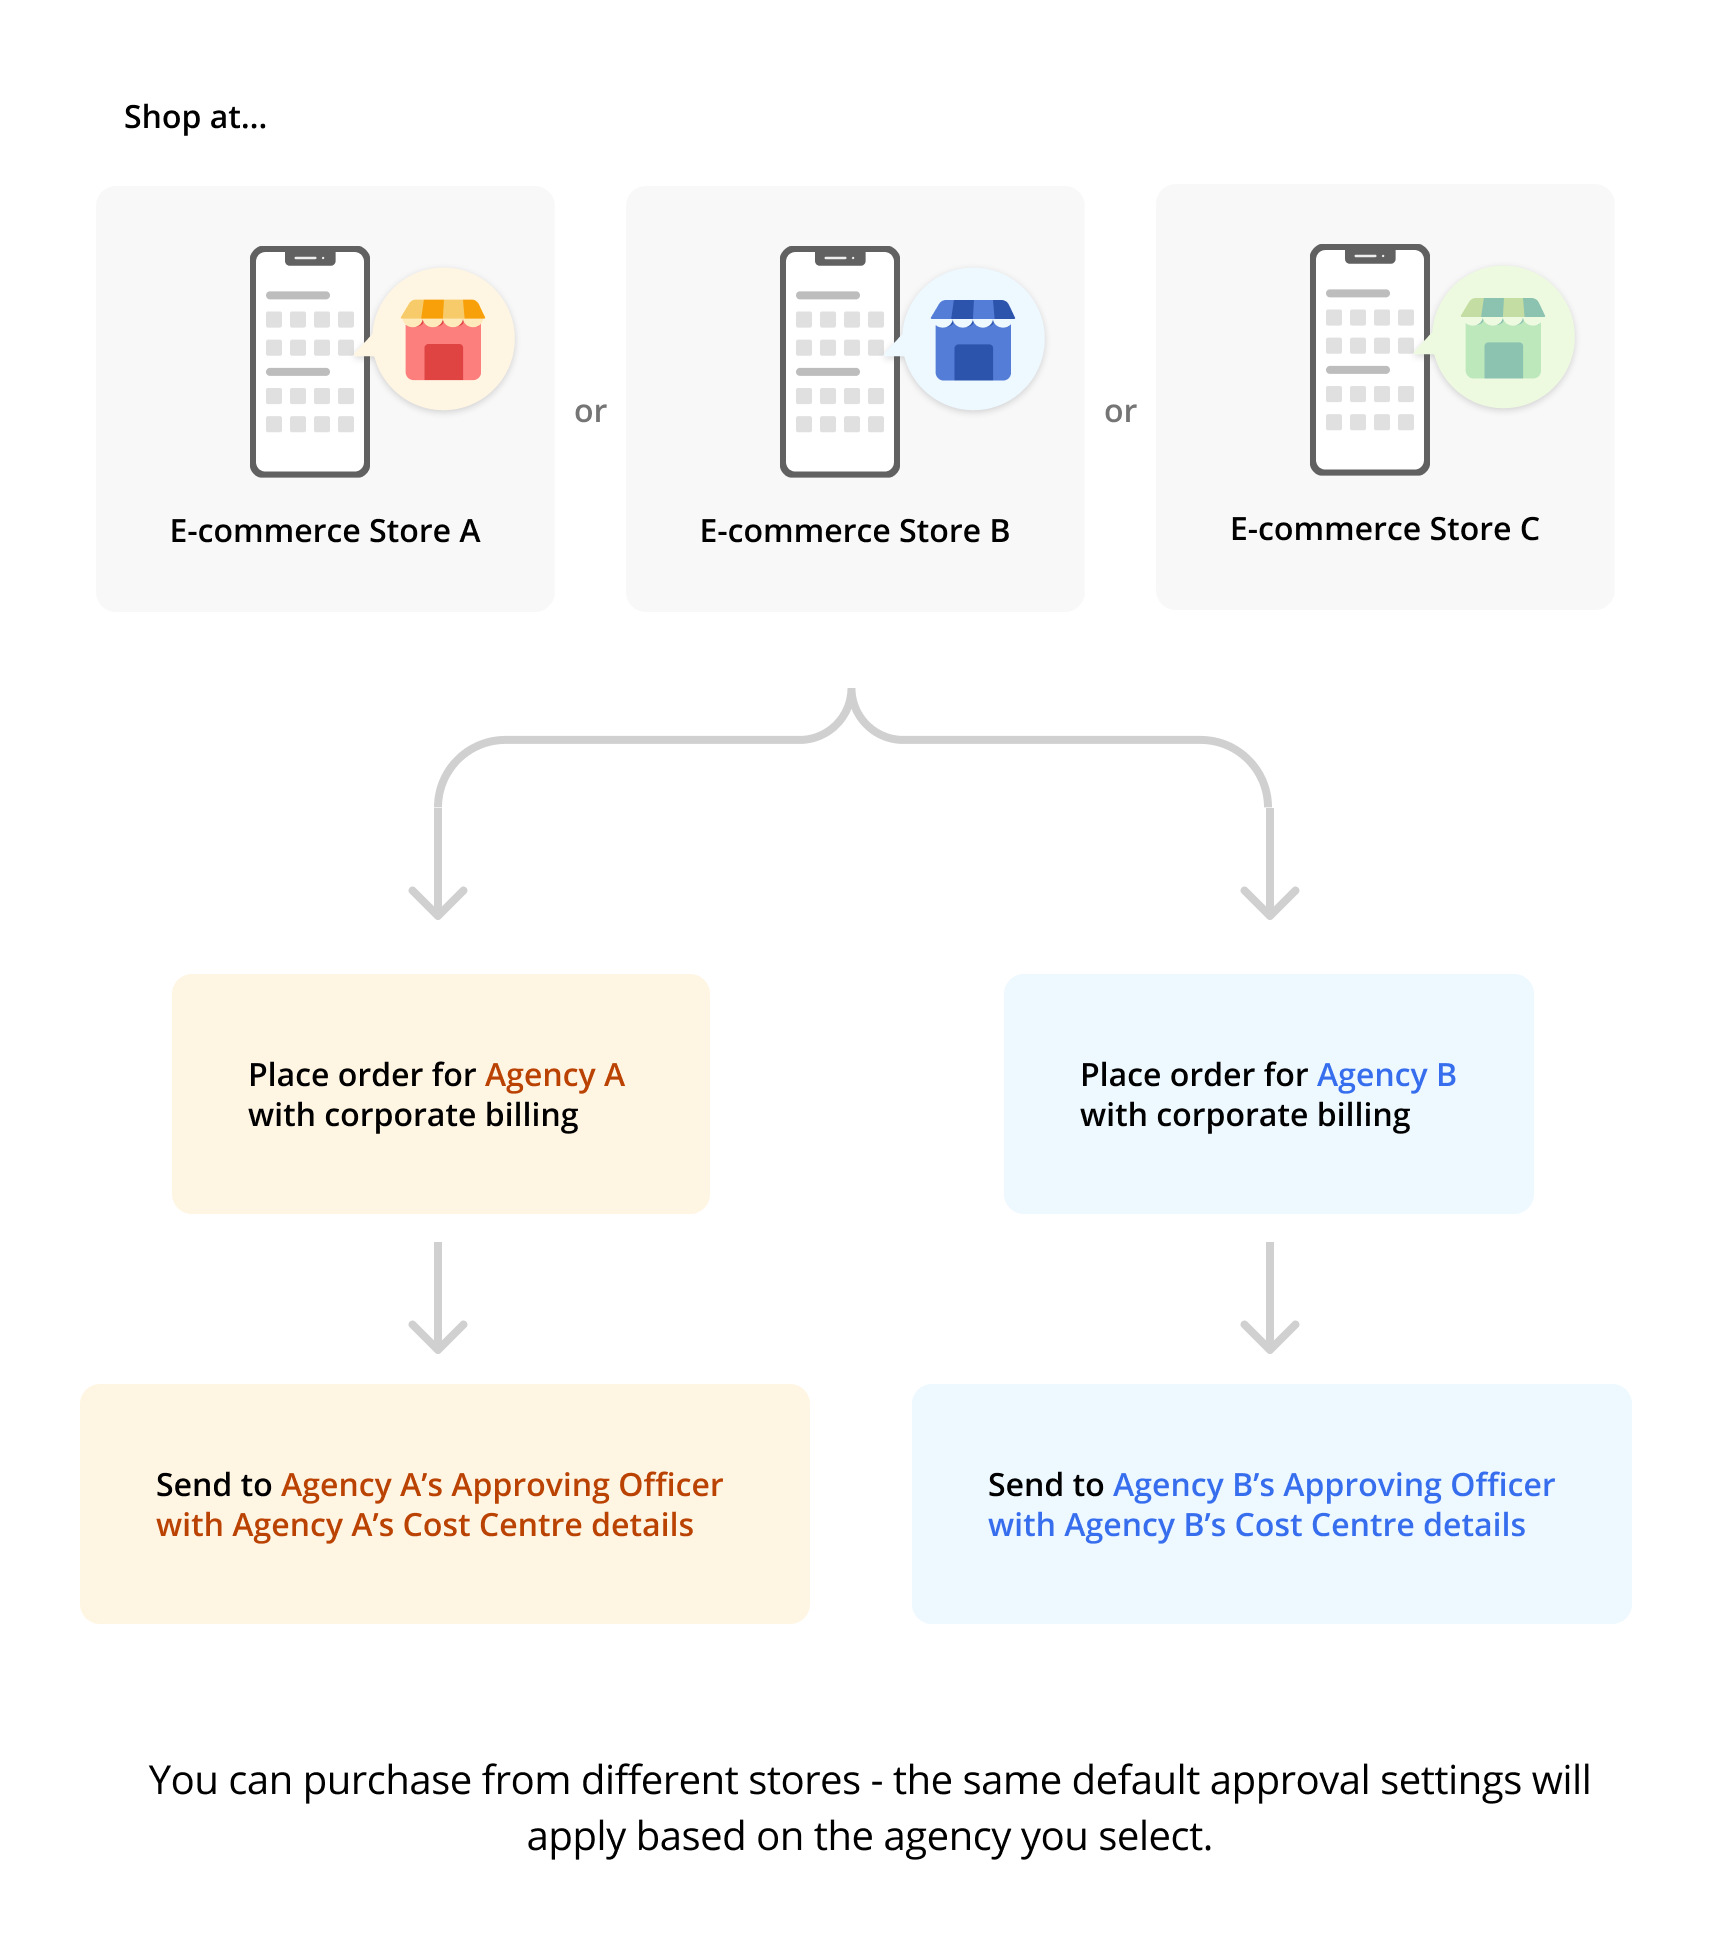 Shop at...
E-commerce Store A
or
E-commerce Store B
or
E-commerce Store C
Place order for Agency A
with corporate billing
Place order for Agency B
with corporate billing
Send to Agency A’s Approving Officer
with Agency A’s Cost Centre details
Send to Agency B’s Approving Officer
with Agency B’s Cost Centre details
You can purchase from different stores - the same default approval settings will
apply based on the agency you select.